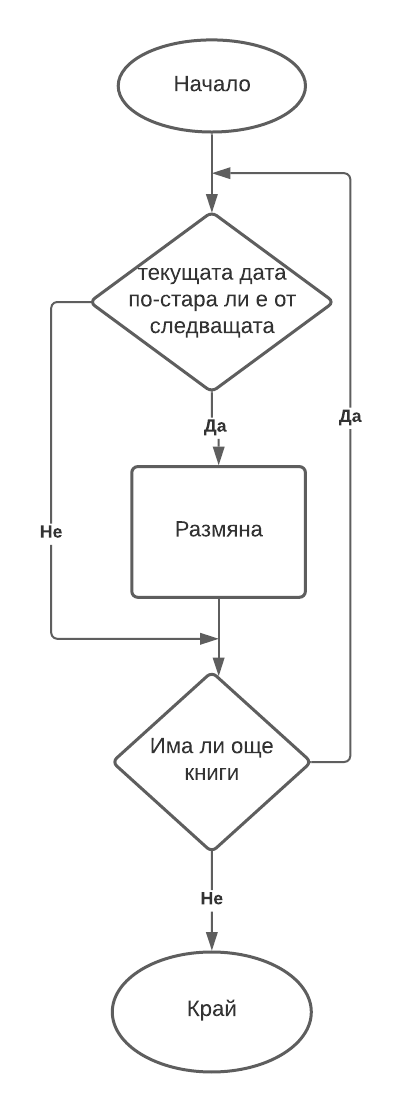 Начало
текущата дата
по-стара ли е от
следващата
Да
Да
Размяна
Не
Има ли още
книги
Не
Край